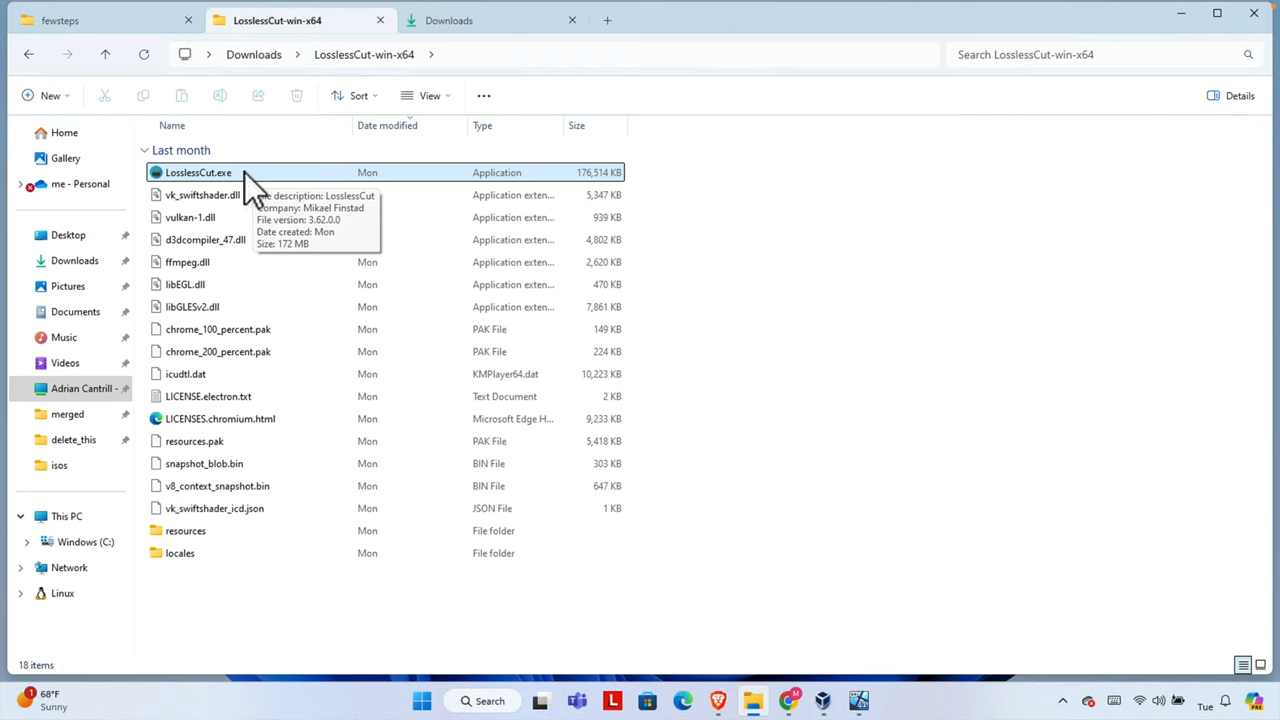 fewsteps
LosslessCut-win-x64
Downloads
Downloads
LosslessCut-win-x64
Search LosslessCut-win-x64
New
Sort
View
Details
Home
Gallery
me - Personal
Desktop
Downloads
Pictures
Documents
Music
Videos
Adrian Cantrill -
merged
delete_this
isos
This PC
Windows (C:)
Network
Linux
Name Date modified Type Size
Last month
LosslessCut.exe Mon Application 176,514 KB
vk_swiftshader.dll Application exten... 5,347 KB
vulkan-1.dll Application exten... 939 KB
d3dcompiler_47.dll Application exten... 4,802 KB
description: LosslessCut
Company: Mikael Finstad
File version: 3.62.0.0
Date created: Mon
Size: 172 MB
ffmpeg.dll Mon Application exten... 2,620 KB
libEGL.dll Mon Application exten... 470 KB
libGLESv2.dll Mon Application exten... 7,861 KB
chrome_100_percent.pak Mon PAK File 149 KB
chrome_200_percent.pak Mon PAK File 224 KB
icudtl.dat Mon KMPlayer64.dat 10,223 KB
LICENSE.electron.txt Mon Text Document 2 KB
LICENSES.chromium.html Mon Microsoft Edge H... 9,233 KB
resources.pak Mon PAK File 5,418 KB
snapshot_blob.bin Mon BIN File 303 KB
v8_context_snapshot.bin Mon BIN File 647 KB
vk_swiftshader_icd.json Mon JSON File 1 KB
resources Mon File folder
locales Mon File folder
18 items
1
68°F
Sunny
Search
L
M
Tue
PRE